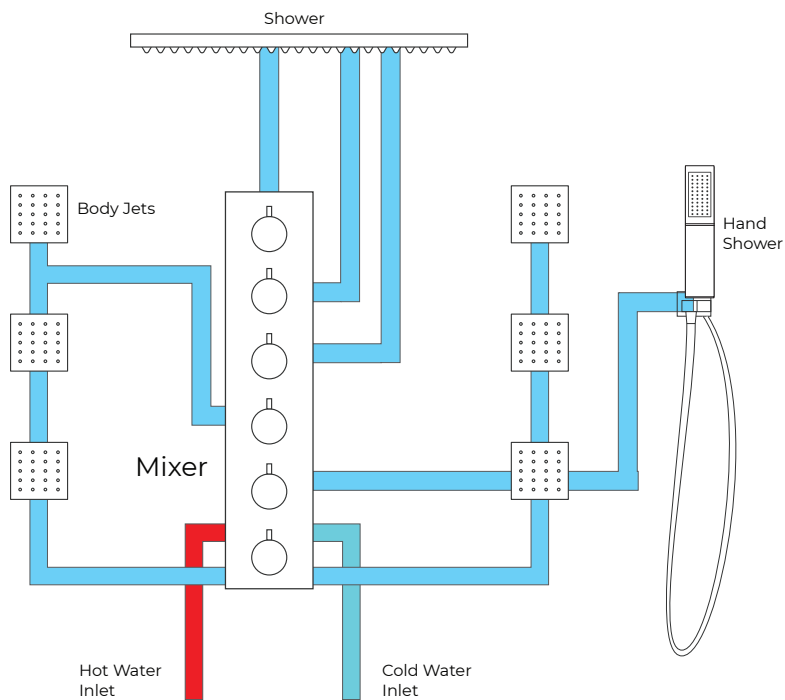 Shower
Body Jets
Hand
Shower
Mixer
Hot Water
Inlet
Cold Water
Inlet